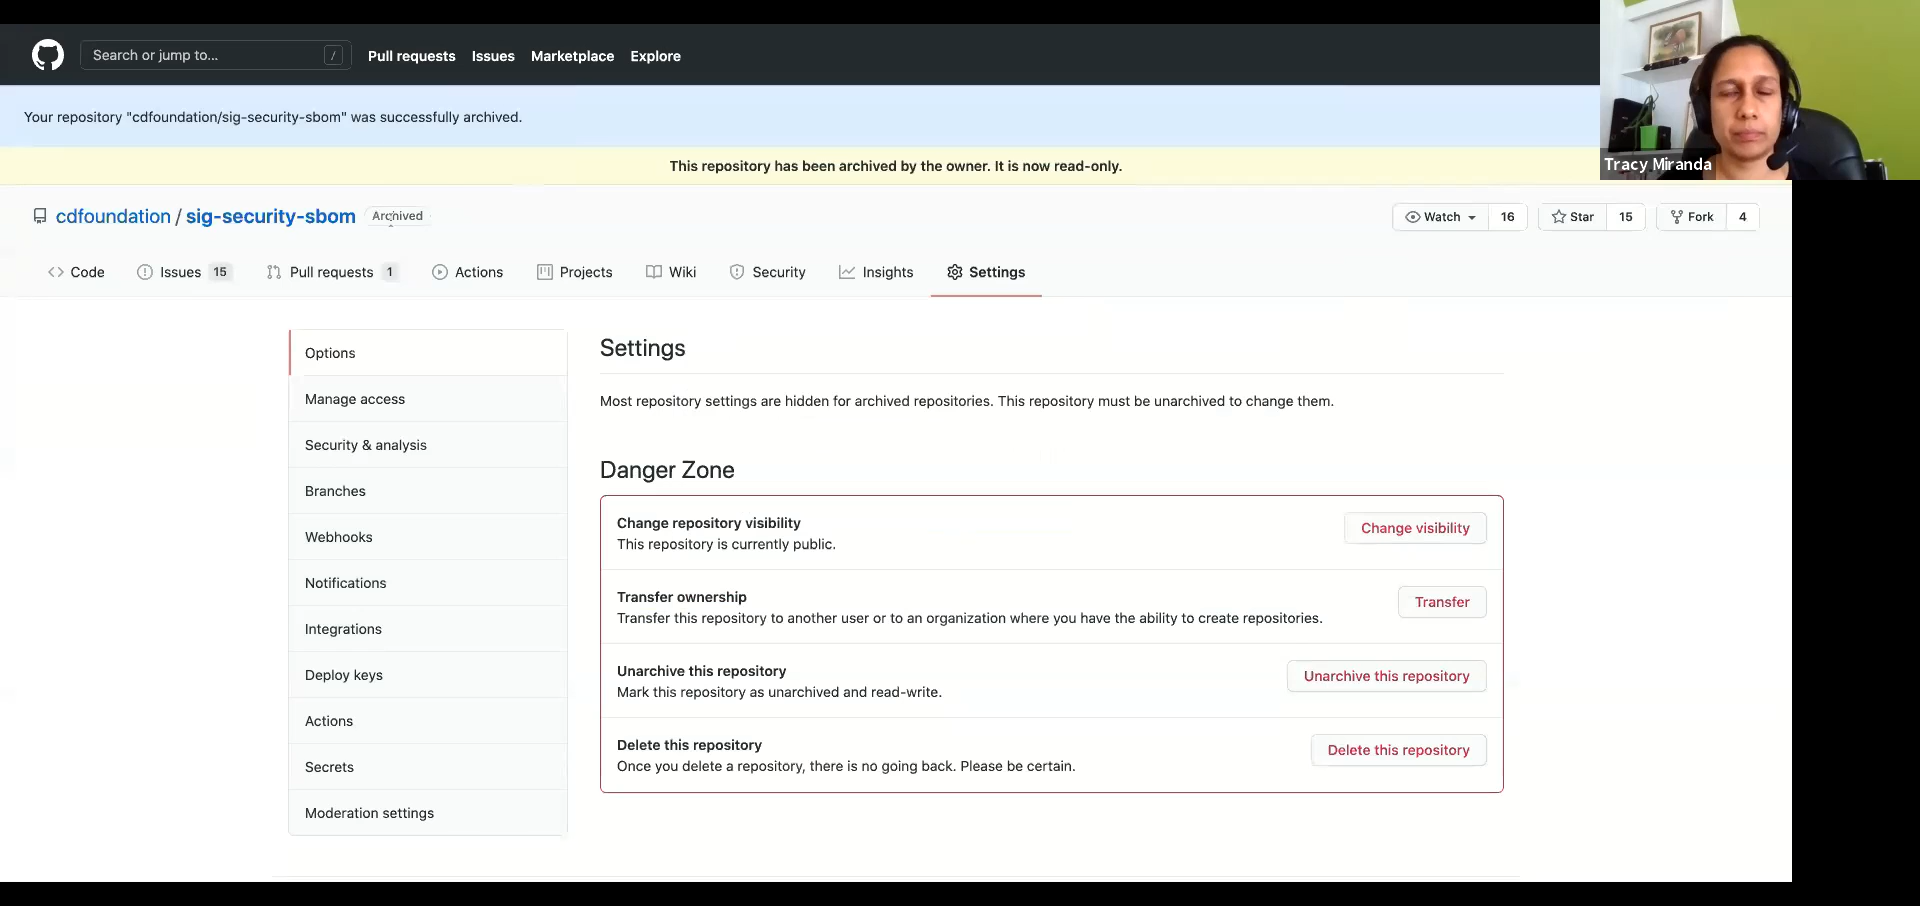 Search or jump to... /
Pull requests Issues Marketplace Explore
Your repository "cdfoundation/sig-security-sbom" was successfully archived.
This repository has been archived by the owner. It is now read-only.
Tracy Miranda
cdfoundation / sig-security-sbom Archived
Watch 16 Star 15 Fork 4
Code Issues 15 Pull requests 1 Actions Projects Wiki Security Insights Settings
Options
Manage access
Security & analysis
Branches
Webhooks
Notifications
Integrations
Deploy keys
Actions
Secrets
Moderation settings
Settings
Most repository settings are hidden for archived repositories. This repository must be unarchived to change them.
Danger Zone
Change repository visibility
This repository is currently public.
Change visibility
Transfer ownership
Transfer this repository to another user or to an organization where you have the ability to create repositories.
Transfer
Unarchive this repository
Mark this repository as unarchived and read-write.
Unarchive this repository
Delete this repository
Once you delete a repository, there is no going back. Please be certain.
Delete this repository